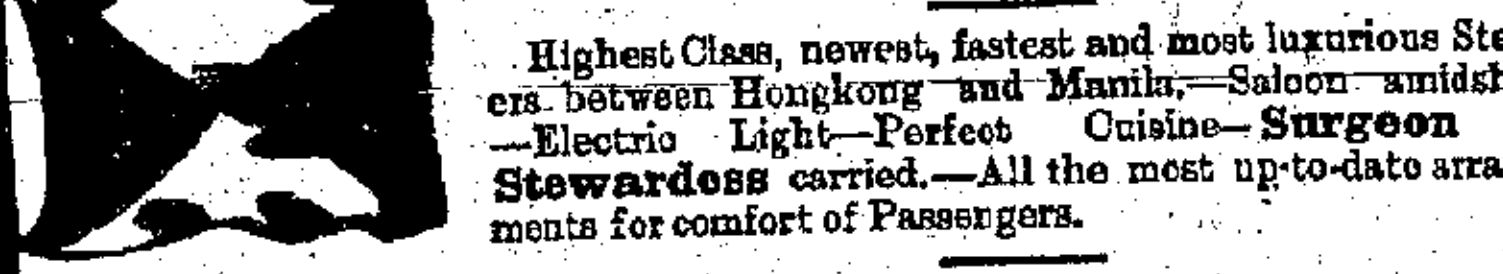 Highest Class, newest, fastest and most luxurious Ste
ers between Hongkong and Manila.—Saloon amidsh
—Electric Light—Perfect Cuisine—Surgeon
Stewardess carried.—All the most up-to-date arra
ments for comfort of Passengers.